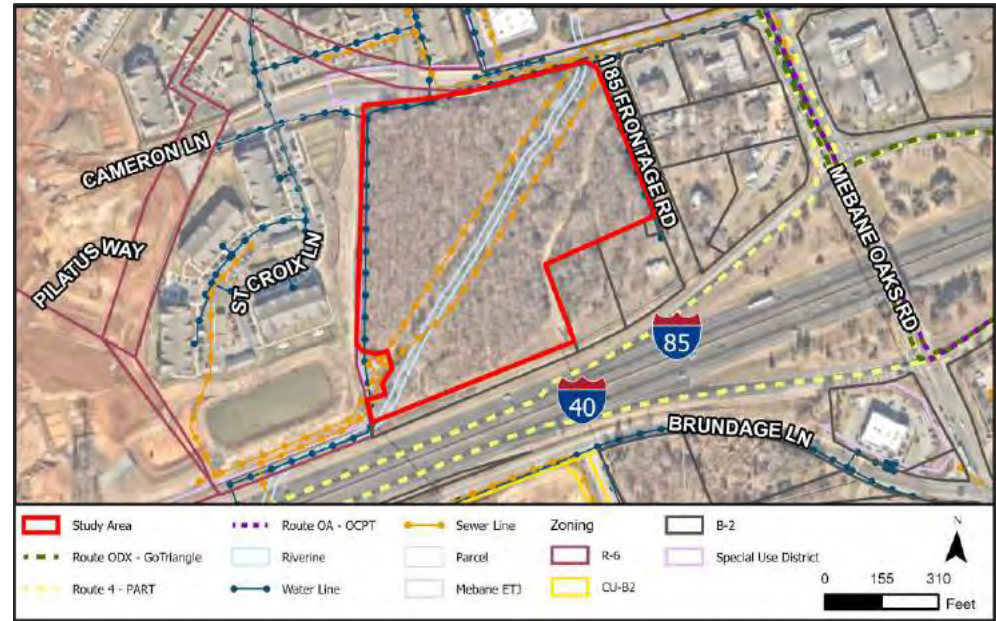 CAMERON LN
PILATUS WAY
ST CROIX LN
I 85 FRONTAGE RD
MEBANE OAKS RD
85
40
BRUNDAGE LN
Study Area
Route OA - OCPT
Sewer Line
Zoning
B-2
Route ODX - GoTriangle
Riverine
Parcel
R-6
Special Use District
Route 4 - PART
Water Line
Mebane ETJ
CU-B2
N
0 155 310
Feet